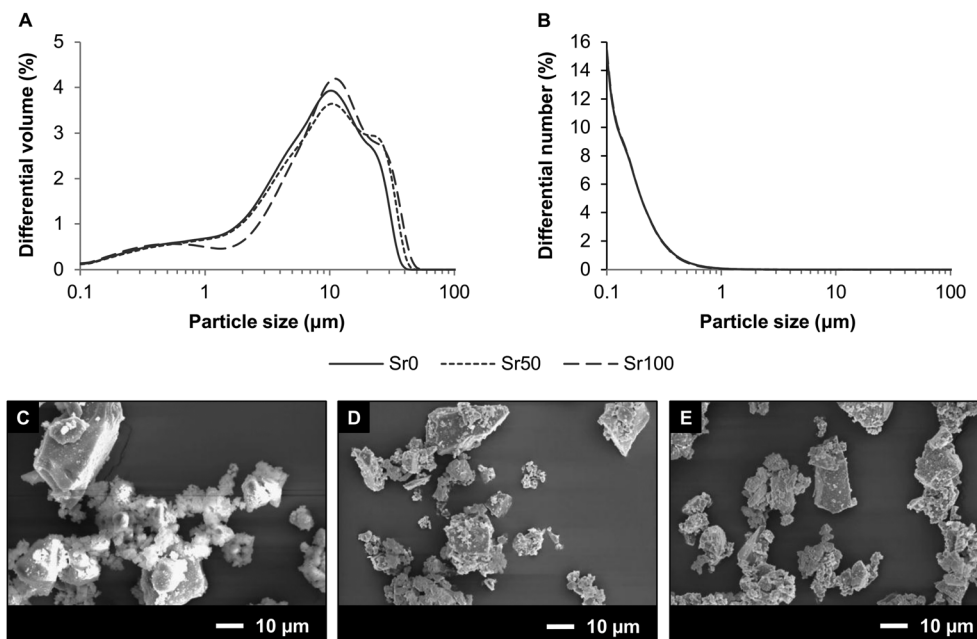 A
Differential volume (%)
5
4
3
2
1
0
0.1 1 10 100
Particle size (µm)
B
Differential number (%)
16
14
12
10
8
6
4
2
0
0.1 1 10 100
Particle size (µm)
Sr0 Sr50 Sr100
C
10 µm
D
10 µm
E
10 µm